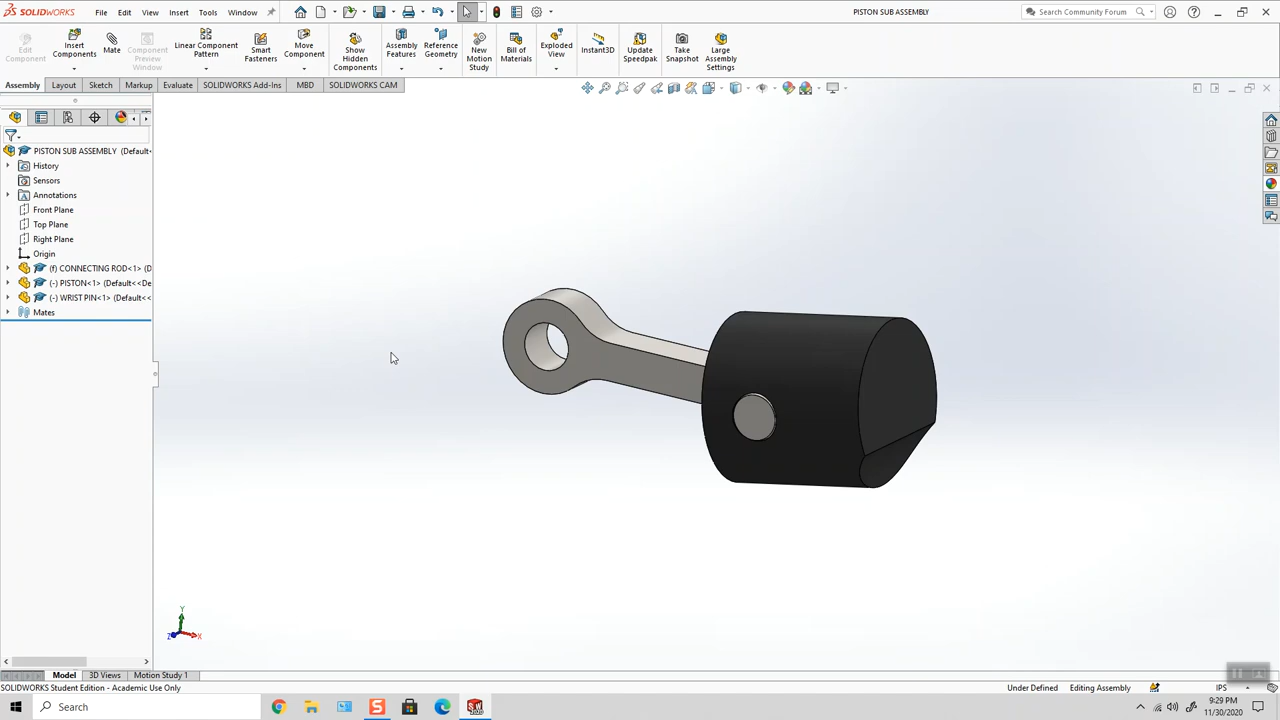 SOLIDWORKS File Edit View Insert Tools Window PISTON SUB ASSEMBLY Search Community Forum
Edit Component Insert Components Mate Component Preview Window Linear Component Pattern Smart Fasteners Move Component Show Hidden Components Assembly Features Reference Geometry New Motion Study Bill of Materials Exploded View Instant3D Update Speedpak Take Snapshot Large Assembly Settings
Assembly Layout Sketch Markup Evaluate SOLIDWORKS Add-Ins MBD SOLIDWORKS CAM
PISTON SUB ASSEMBLY (Default<
History
Sensors
Annotations
Front Plane
Top Plane
Right Plane
Origin
(f) CONNECTING ROD<1> (D
(-) PISTON<1> (Default<<De
(-) WRIST PIN<1> (Default<<
Mates
Y
Z X
Model 3D Views Motion Study 1
SOLIDWORKS Student Edition - Academic Use Only Under Defined Editing Assembly IPS
Search 9:29 PM
11/30/2020